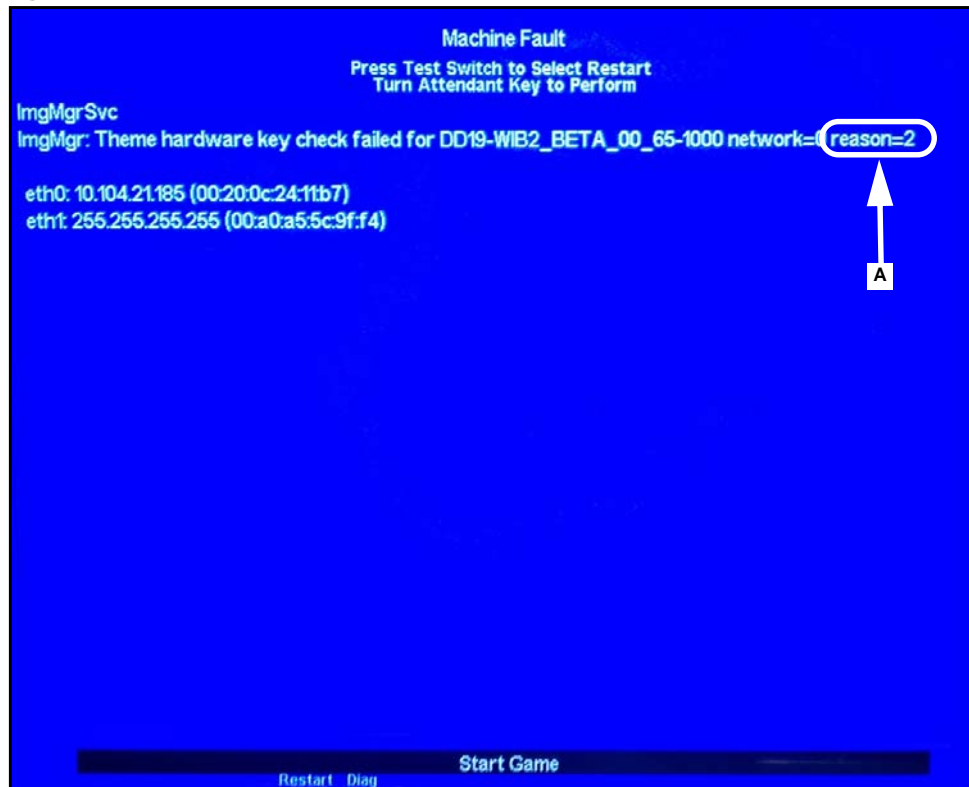 Machine Fault
Press Test Switch to Select Restart
Turn Attendant Key to Perform
ImgMgrSvc
ImgMgr: Theme hardware key check failed for DD19-WIB2_BETA_00_65-1000 network=0 reason=2
eth0: 10.104.21.185 (00:20:0c:24:11:b7)
eth1: 255.255.255.255 (00:a0:a5:5c:9f:f4)
A
Start Game
Restart Diag